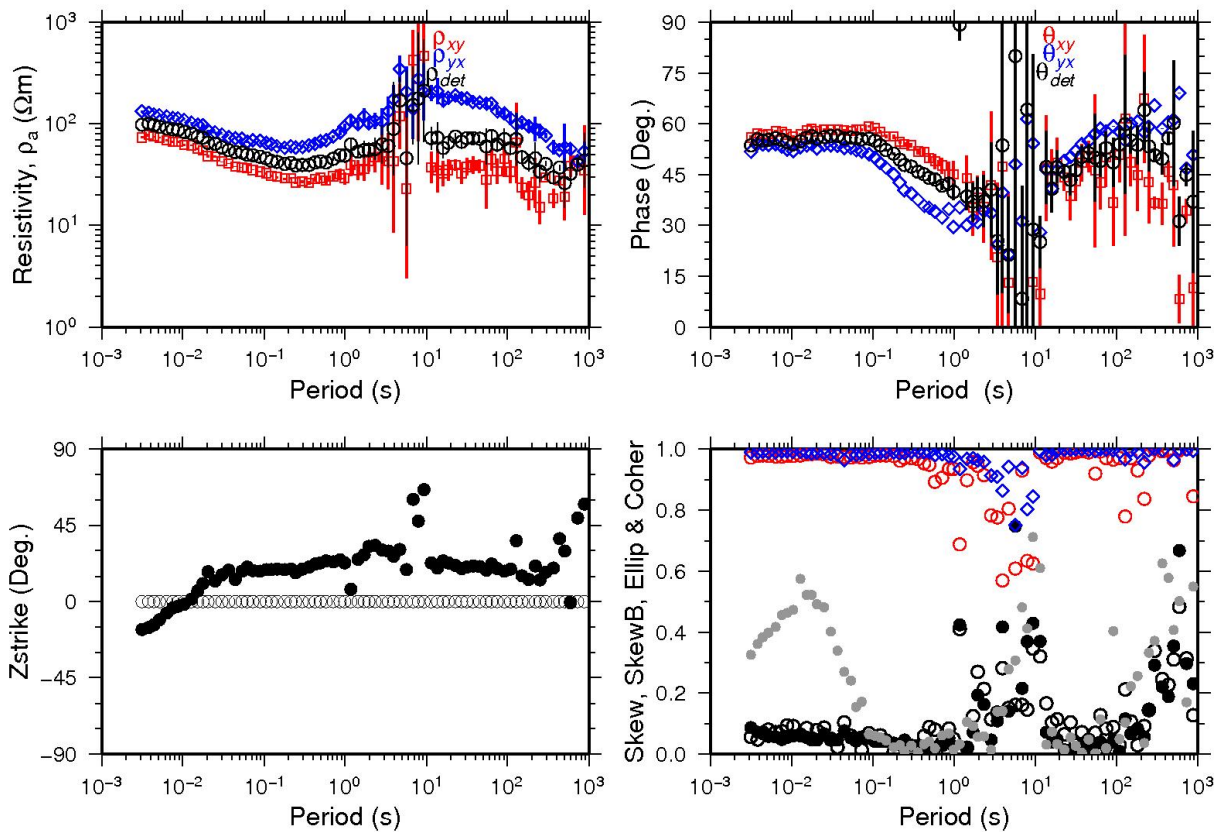 10³
10²
10¹
10⁰
Resistivity, ρₐ (Ωm)
ρxy
ρyx
ρdet
10⁻³ 10⁻² 10⁻¹ 10⁰ 10¹ 10² 10³
Period (s)
90
75
60
45
30
15
0
Phase (Deg.)
θxy
θyx
θdet
10⁻³ 10⁻² 10⁻¹ 10⁰ 10¹ 10² 10³
Period (s)
90
45
0
−45
−90
Zstrike (Deg.)
10⁻³ 10⁻² 10⁻¹ 10⁰ 10¹ 10² 10³
Period (s)
1.0
0.8
0.6
0.4
0.2
0.0
Skew, SkewB, Ellip & Coher
10⁻³ 10⁻² 10⁻¹ 10⁰ 10¹ 10² 10³
Period (s)